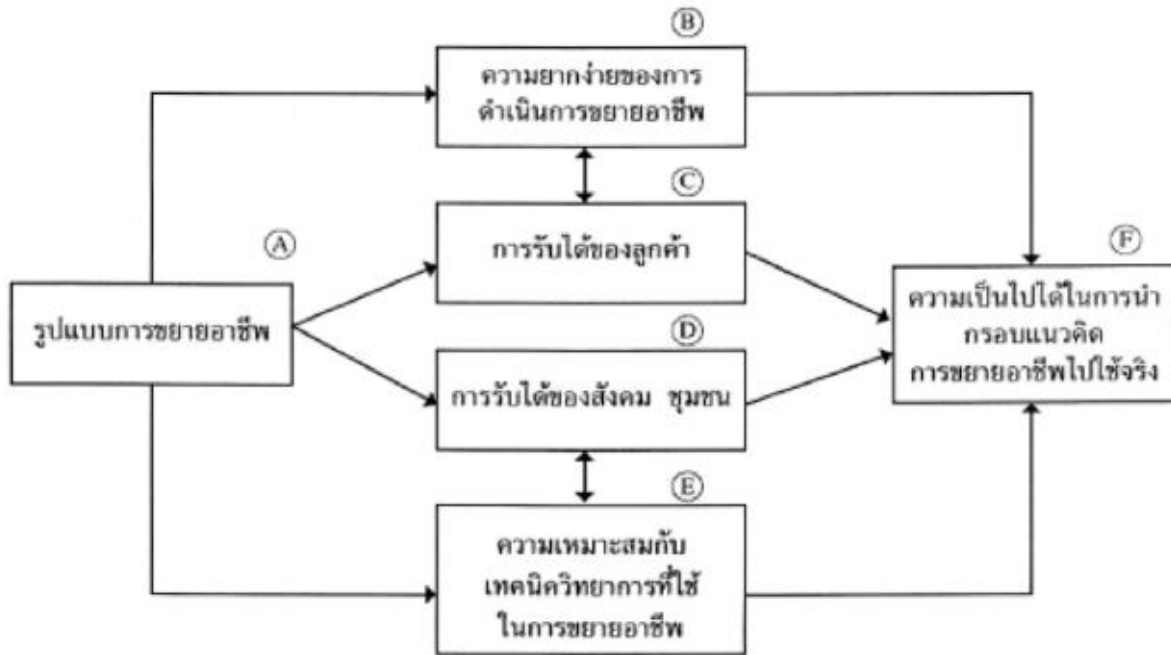 Ⓑ
ความยากง่ายของการ
ดำเนินการขยายอาชีพ
Ⓒ
การรับได้ของลูกค้า
Ⓐ
รูปแบบการขยายอาชีพ
Ⓓ
การรับได้ของสังคม ชุมชน
Ⓔ
ความเหมาะสมกับ
เทคนิควิทยาการที่ใช้
ในการขยายอาชีพ
Ⓕ
ความเป็นไปได้ในการนำ
กรอบแนวคิด
การขยายอาชีพไปใช้จริง